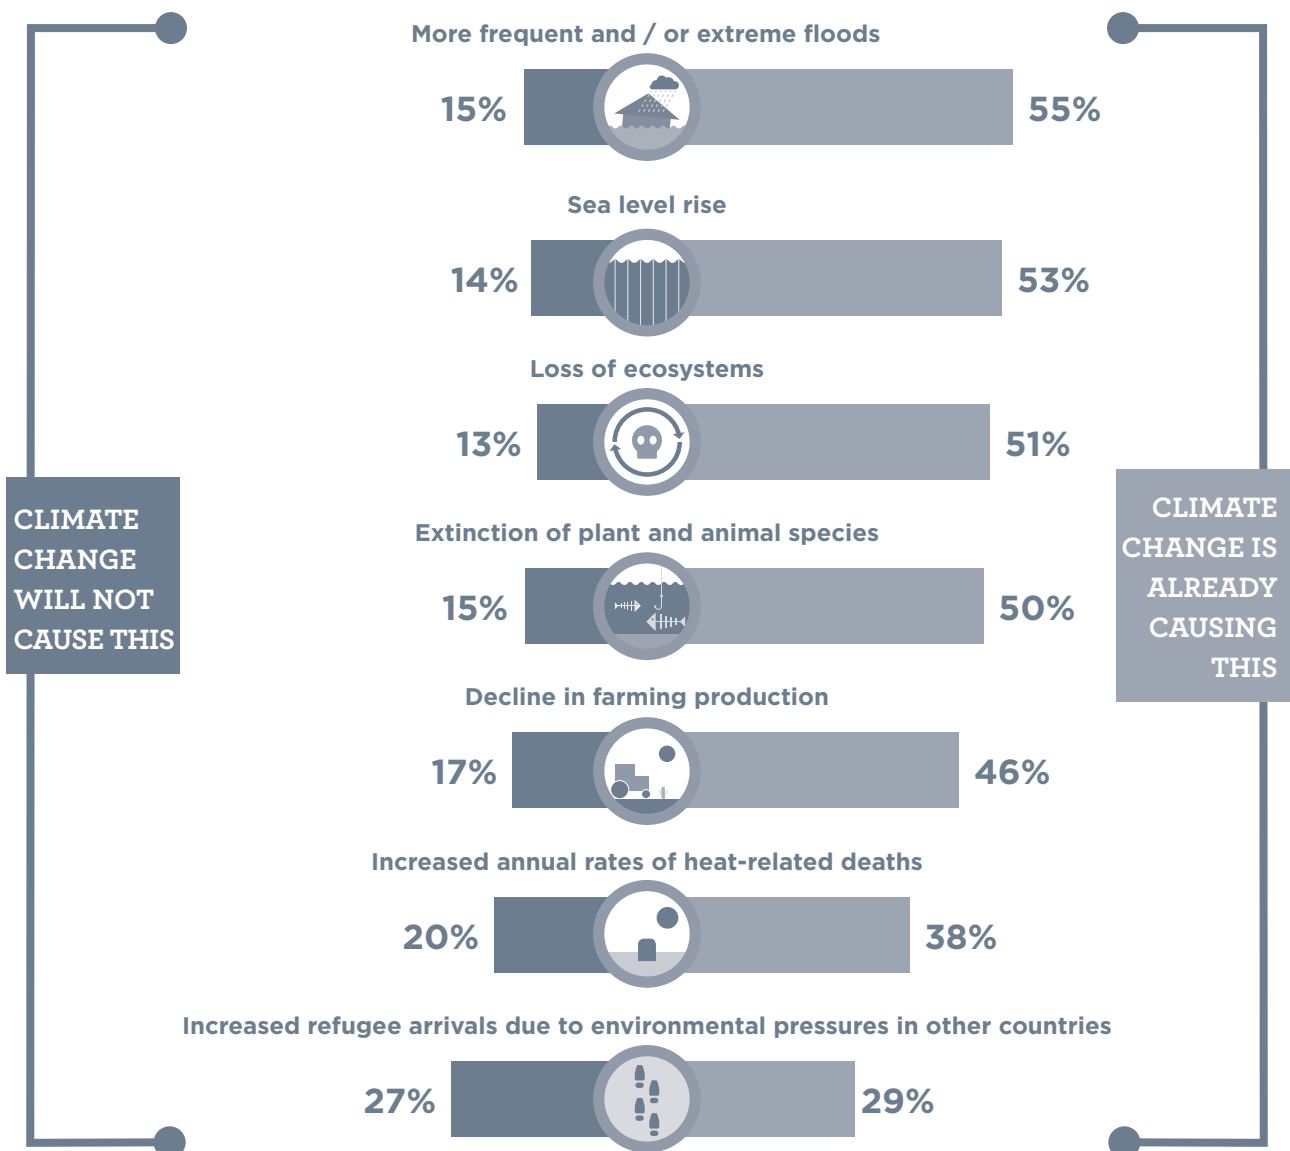 More frequent and / or extreme floods
15%
55%
Sea level rise
14%
53%
Loss of ecosystems
13%
51%
CLIMATE
CHANGE
WILL NOT
CAUSE THIS
CLIMATE
CHANGE IS
ALREADY
CAUSING
THIS
Extinction of plant and animal species
15%
50%
Decline in farming production
17%
46%
Increased annual rates of heat-related deaths
20%
38%
Increased refugee arrivals due to environmental pressures in other countries
27%
29%